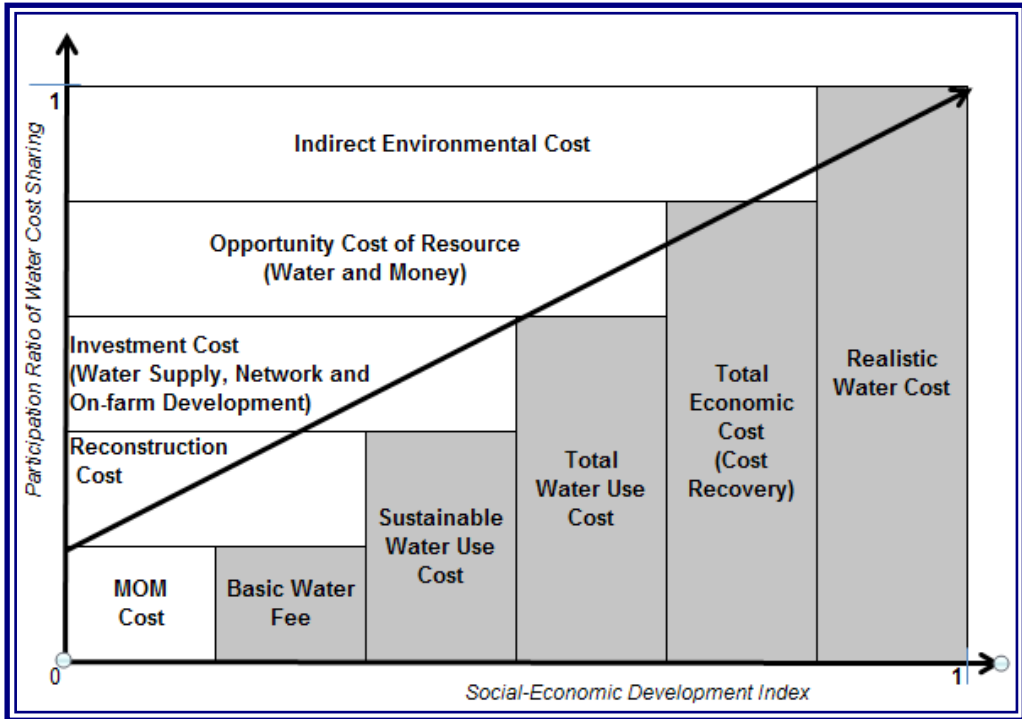 Participation Ratio of Water Cost Sharing
1
Indirect Environmental Cost
Opportunity Cost of Resource
(Water and Money)
Investment Cost
(Water Supply, Network and
On-farm Development)
Reconstruction
Cost
MOM
Cost
Basic Water
Fee
Sustainable
Water Use
Cost
Total
Water Use
Cost
Total
Economic
Cost
(Cost
Recovery)
Realistic
Water Cost
0
1
Social-Economic Development Index